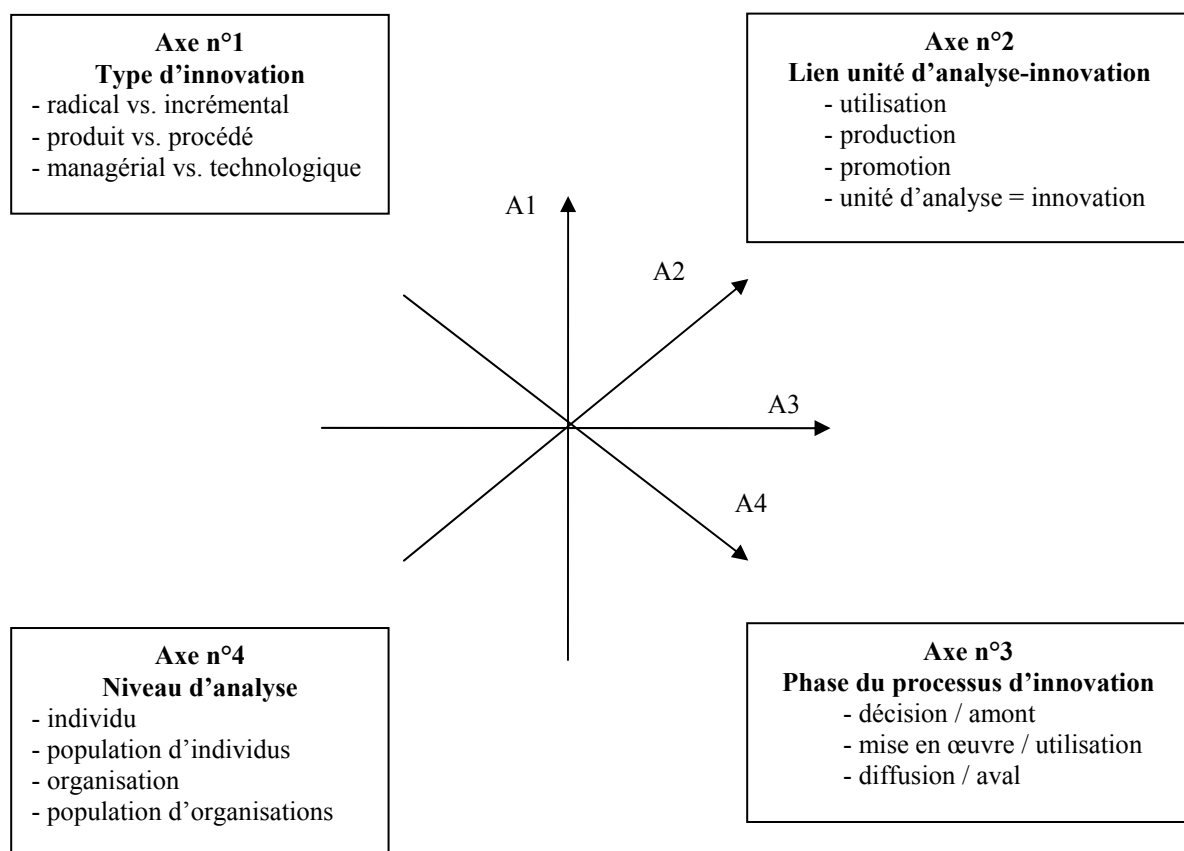 Axe n°1
Type d’innovation
- radical vs. incrémental
- produit vs. procédé
- managérial vs. technologique
Axe n°2
Lien unité d’analyse-innovation
- utilisation
- production
- promotion
- unité d’analyse = innovation
A1
A2
A3
A4
Axe n°4
Niveau d’analyse
- individu
- population d’individus
- organisation
- population d’organisations
Axe n°3
Phase du processus d’innovation
- décision / amont
- mise en œuvre / utilisation
- diffusion / aval